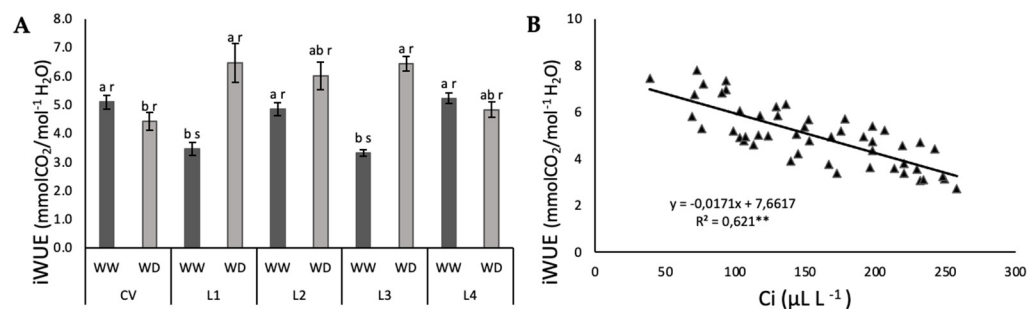 A
iWUE (mmolCO₂/mol⁻¹ H₂O)
8.0
7.0
6.0
5.0
4.0
3.0
2.0
1.0
0.0
a r
b r
b s
a r
a r
ab r
b s
a r
a r
ab r
WW WD WW WD WW WD WW WD WW WD
CV L1 L2 L3 L4
B
iWUE (mmolCO₂/mol⁻¹ H₂O)
10
8
6
4
2
0
y = -0,0171x + 7,6617
R² = 0,621**
0 50 100 150 200 250 300
Ci (µL L ⁻¹)